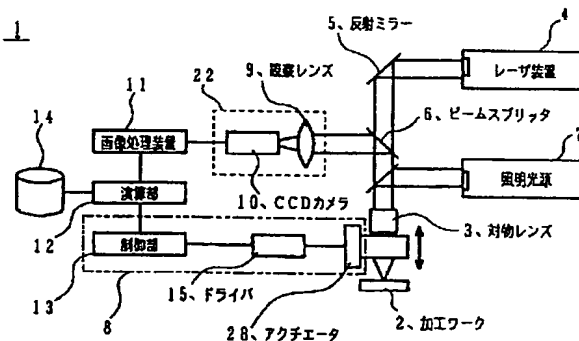 1
5、反射ミラー
4
レーザ装置
11
22
9、観察レンズ
6、ビームスプリッタ
7
14
画像処理装置
照明光源
演算部
10、CCDカメラ
12
3、対物レンズ
制御部
13
15、ドライバ
8
28、アクチエータ
2、加工ワーク